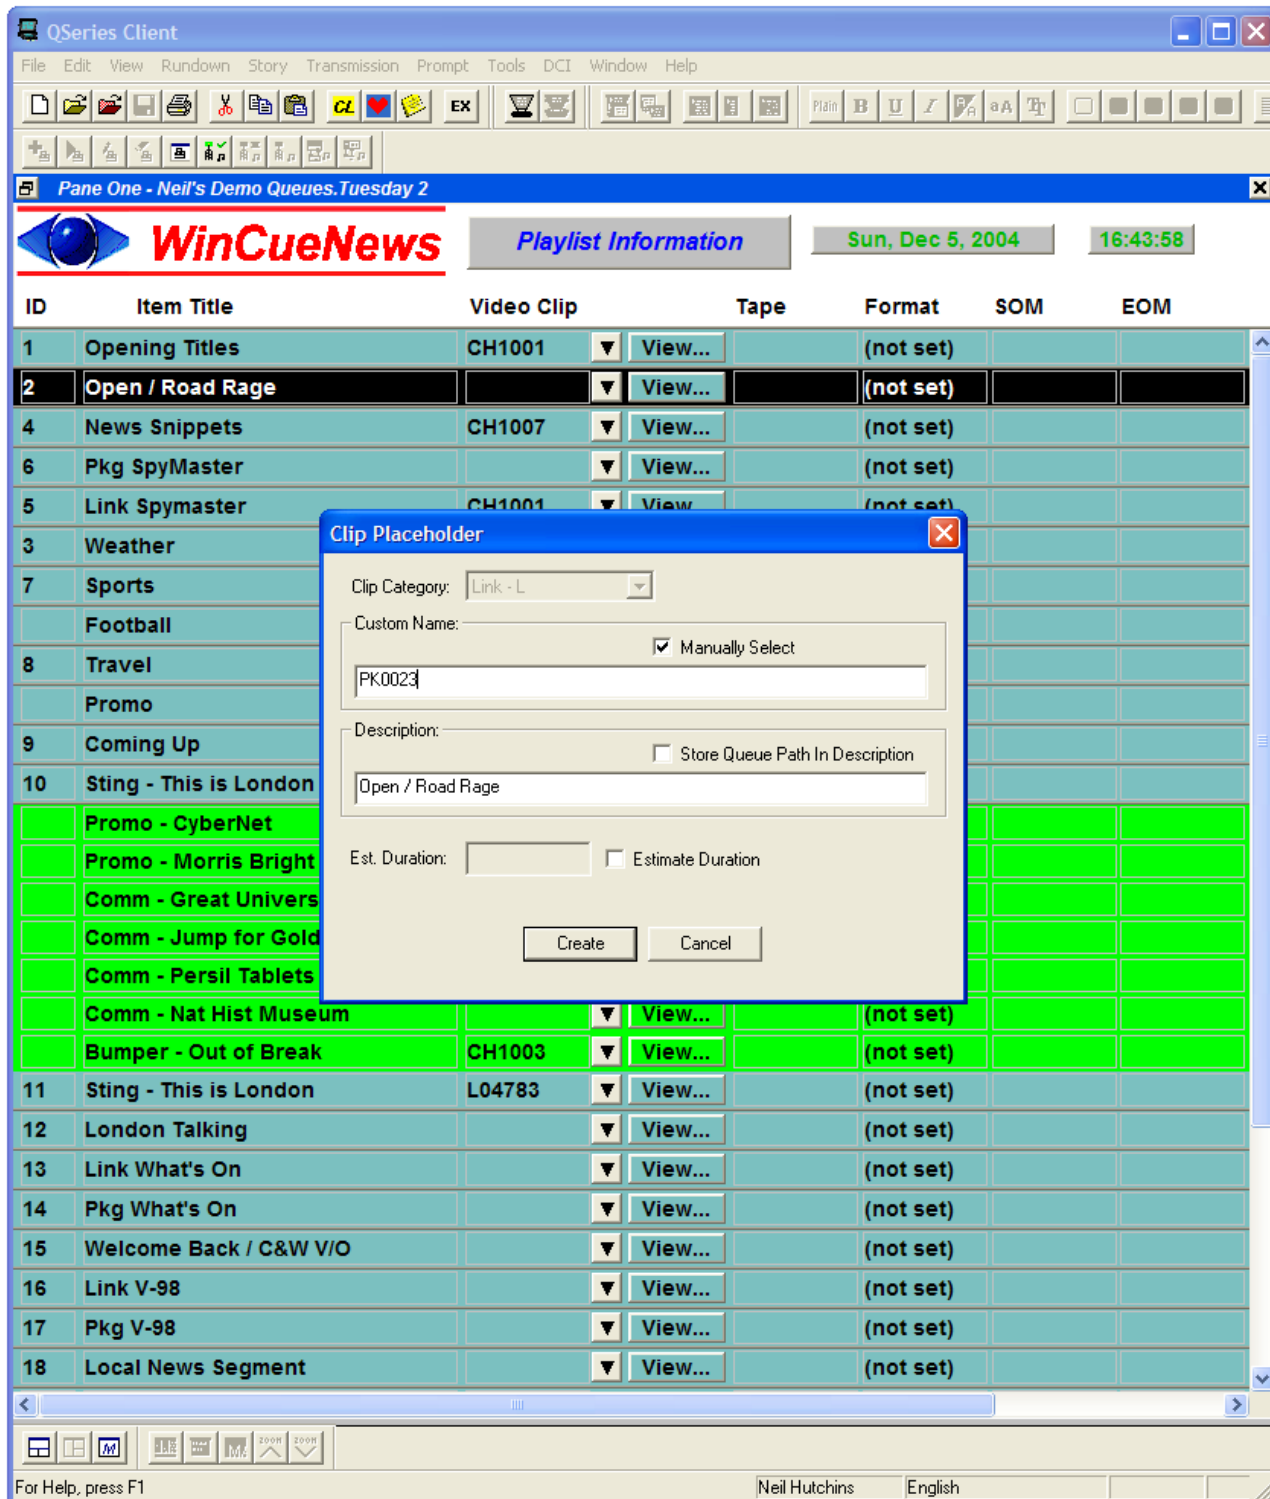 QSeries Client
File Edit View Rundown Story Transmission Prompt Tools DCI Window Help
CL EX Plain B U I A A aA Tr
Pane One - Neil's Demo Queues.Tuesday 2
WinCueNews Playlist Information Sun, Dec 5, 2004 16:43:58
ID Item Title Video Clip Tape Format SOM EOM
1 Opening Titles CH1001 View... (not set)
2 Open / Road Rage View... (not set)
4 News Snippets CH1007 View... (not set)
6 Pkg SpyMaster View... (not set)
5 Link Spymaster CH1001 View (not set)
3 Weather
7 Sports
Football
8 Travel
Promo
9 Coming Up
10 Sting - This is London
Promo - CyberNet
Promo - Morris Bright
Comm - Great Univers
Comm - Jump for Gold
Comm - Persil Tablets
Clip Placeholder
Clip Category: Link - L
Custom Name:
Manually Select
PK0023
Description:
Store Queue Path In Description
Open / Road Rage
Est. Duration: Estimate Duration
Create Cancel
Comm - Nat Hist Museum View... (not set)
Bumper - Out of Break CH1003 View... (not set)
11 Sting - This is London L04783 View... (not set)
12 London Talking View... (not set)
13 Link What's On View... (not set)
14 Pkg What's On View... (not set)
15 Welcome Back / C&W V/O View... (not set)
16 Link V-98 View... (not set)
17 Pkg V-98 View... (not set)
18 Local News Segment View... (not set)
M ZOOM ZOOM
For Help, press F1 Neil Hutchins English